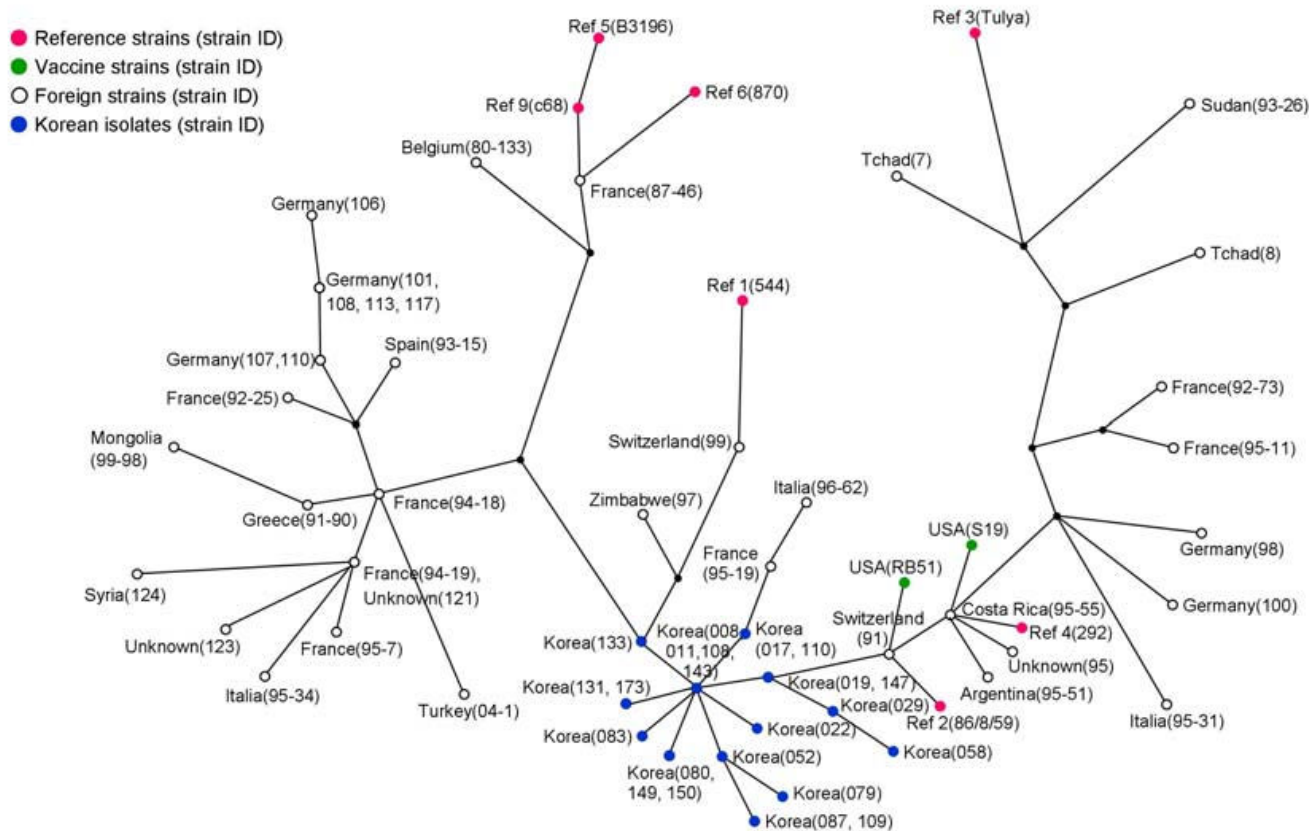 Reference strains (strain ID)
Vaccine strains (strain ID)
Foreign strains (strain ID)
Korean isolates (strain ID)
Ref 5(B3196)
Ref 3(Tulya)
Ref 9(c68)
Ref 6(870)
Sudan(93-26)
Belgium(80-133)
Tchad(7)
France(87-46)
Germany(106)
Tchad(8)
Germany(101,
108, 113, 117)
Ref 1(544)
Spain(93-15)
Germany(107,110)
France(92-25)
France(92-73)
Mongolia
(99-98)
Switzerland(99)
France(95-11)
Zimbabwe(97)
Italia(96-62)
France(94-18)
Greece(91-90)
USA(S19)
Germany(98)
France
(95-19)
USA(RB51)
France(94-19),
Unknown(121)
Syria(124)
Germany(100)
Costa Rica(95-55)
Switzerland
(91)
Ref 4(292)
Unknown(123)
France(95-7)
Korea(133)
Korea(008,
011,108,
143)
Korea
(017, 110)
Unknown(95)
Italia(95-34)
Turkey(04-1)
Korea(131, 173)
Korea(019, 147)
Argentina(95-51)
Korea(029)
Ref 2(86/8/59)
Italia(95-31)
Korea(083)
Korea(022)
Korea(052)
Korea(058)
Korea(080,
149, 150)
Korea(079)
Korea(087, 109)